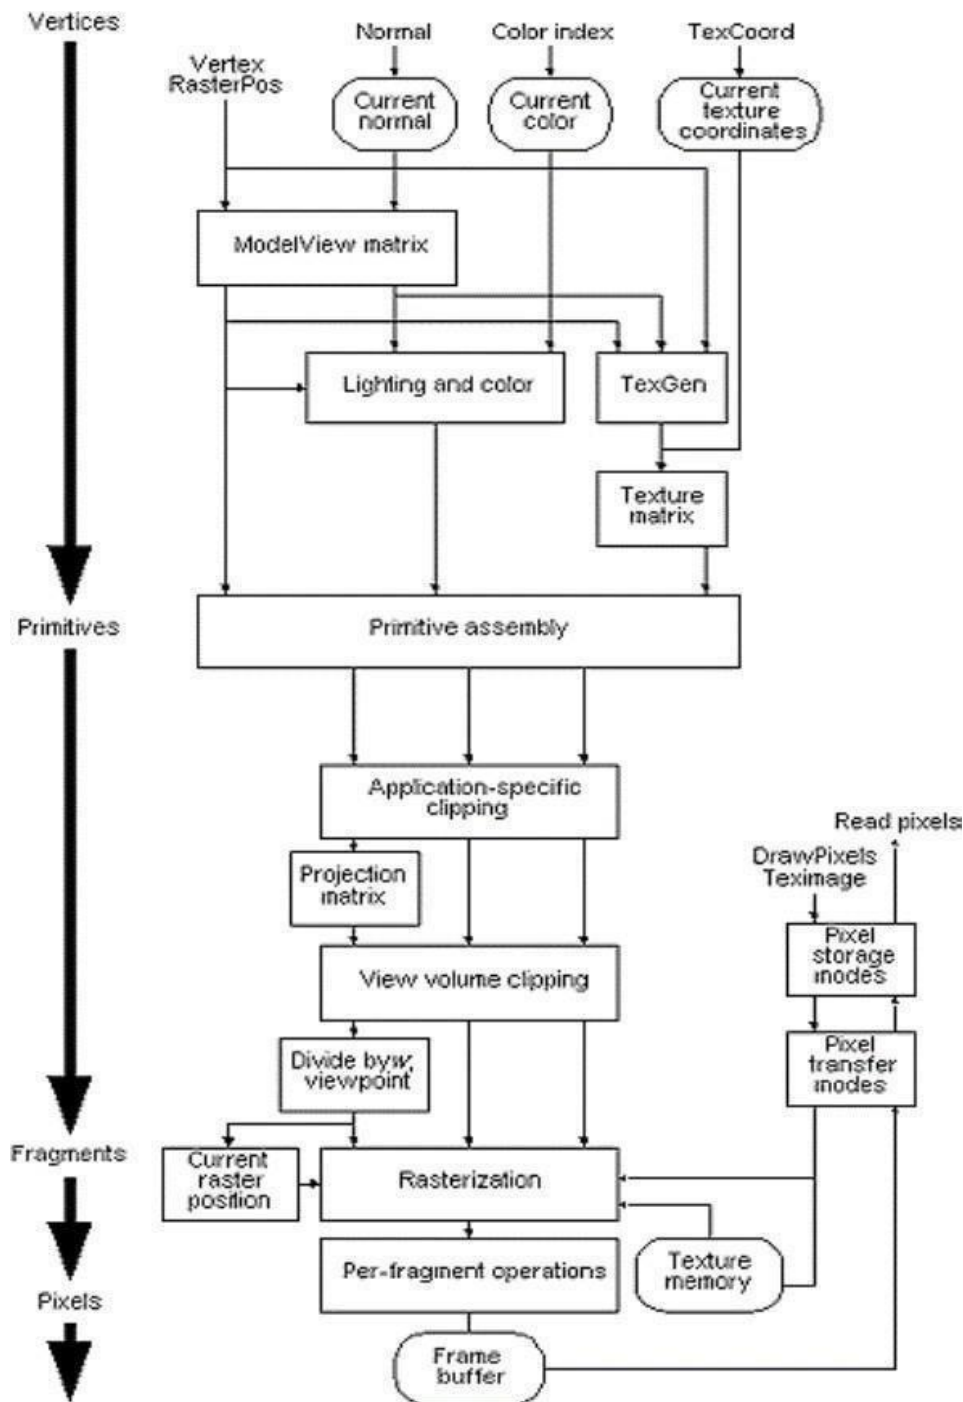 Vertices
Normal
Color index
TexCoord
Vertex
RasterPos
Current
normal
Current
color
Current
texture
coordinates
ModelView matrix
Lighting and color
TexGen
Texture
matrix
Primitives
Primitive assembly
Application-specific
clipping
Read pixels
DrawPixels
TexImage
Projection
matrix
Pixel
storage
modes
View volume clipping
Divide by w,
viewpoint
Pixel
transfer
modes
Fragments
Current
raster
position
Rasterization
Texture
memory
Per-fragment operations
Pixels
Frame
buffer